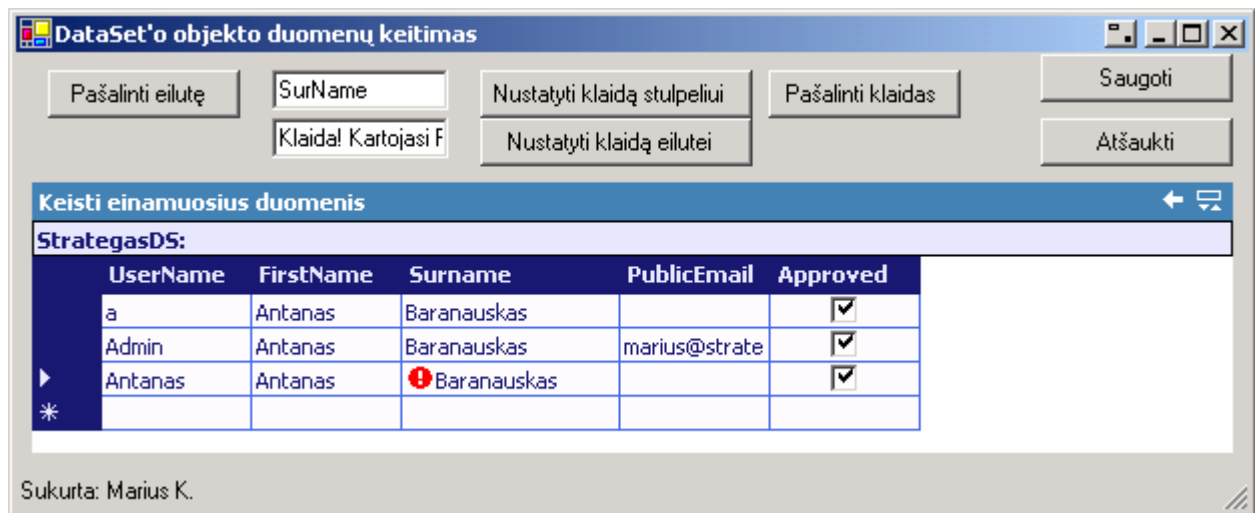 DataSet'o objekto duomenų keitimas
Pašalinti eilutę SurName Nustatyti klaidą stulpeliui Pašalinti klaidas Saugoti
Klaida! Kartojasi Nustatyti klaidą eilutei Atšaukti
Keisti einamuosius duomenis
StrategasDS:
UserName FirstName Surname PublicEmail Approved
a Antanas Baranauskas
Admin Antanas Baranauskas marius@strate
Antanas Antanas Baranauskas
Sukurta: Marius K.